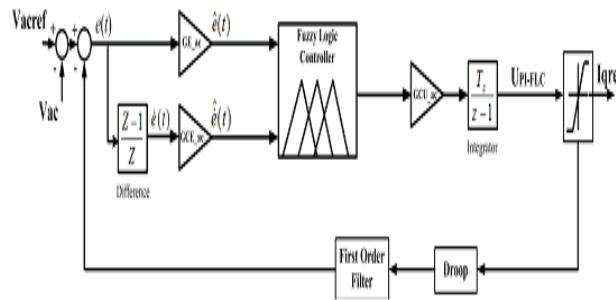 Vacref
+
-
+
-
Vac
e(t)
GE_ac
ê(t)
Z-1
Z
Difference
ė(t)
GCE_ac
ė̂(t)
Fuzzy Logic
Controller
GCU_ac
Ts
z-1
Integrator
UPI-FLC
Iqre
First Order
Filter
Droop